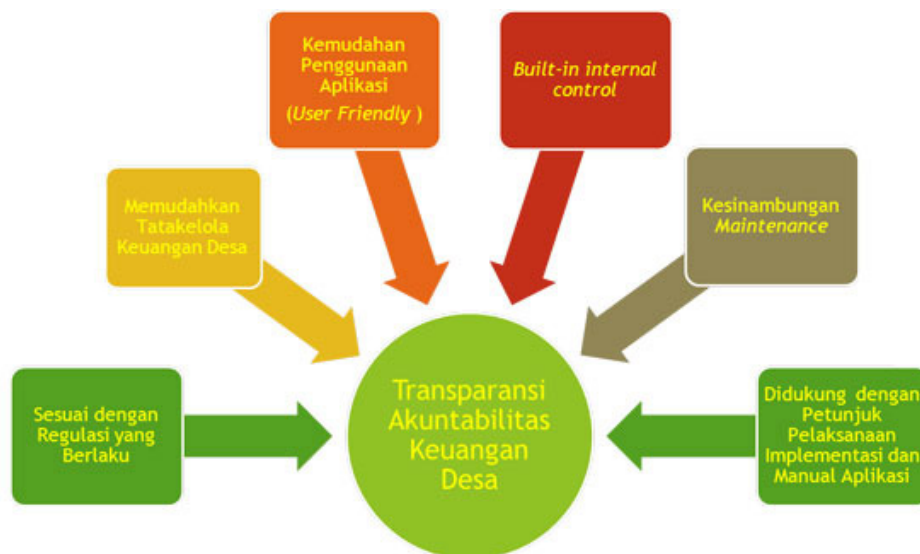 Kemudahan
Penggunaan
Aplikasi
(User Friendly )
Built-in internal
control
Memudahkan
Tatakelola
Keuangan Desa
Kesinambungan
Maintenance
Sesuai dengan
Regulasi yang
Berlaku
Transparansi
Akuntabilitas
Keuangan
Desa
Didukung dengan
Petunjuk
Pelaksanaan
Implementasi dan
Manual Aplikasi